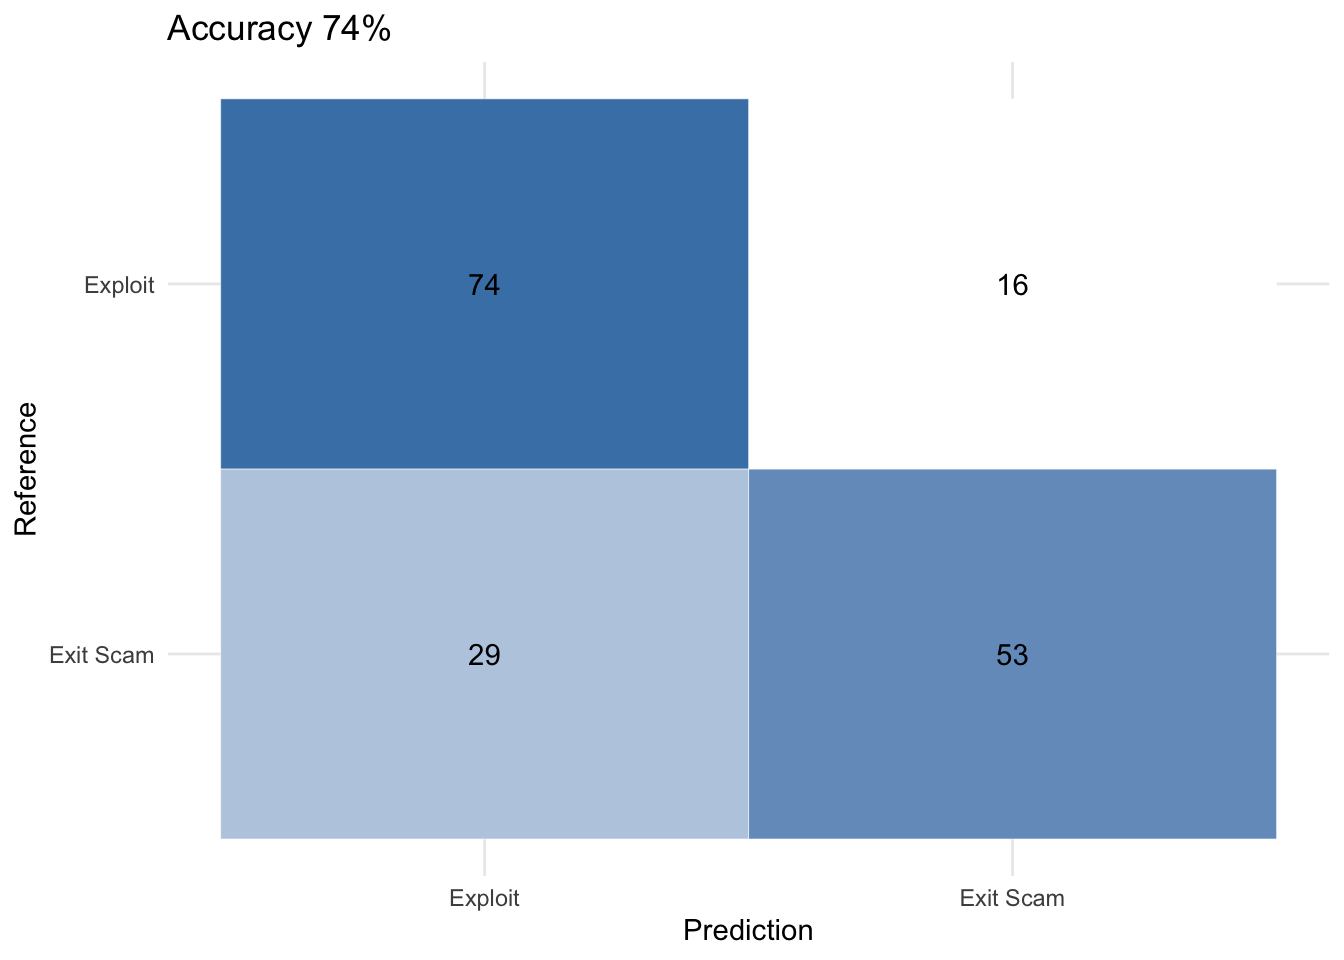 Accuracy 74%
Exploit
74
16
Reference
Exit Scam
29
53
Exploit
Exit Scam
Prediction